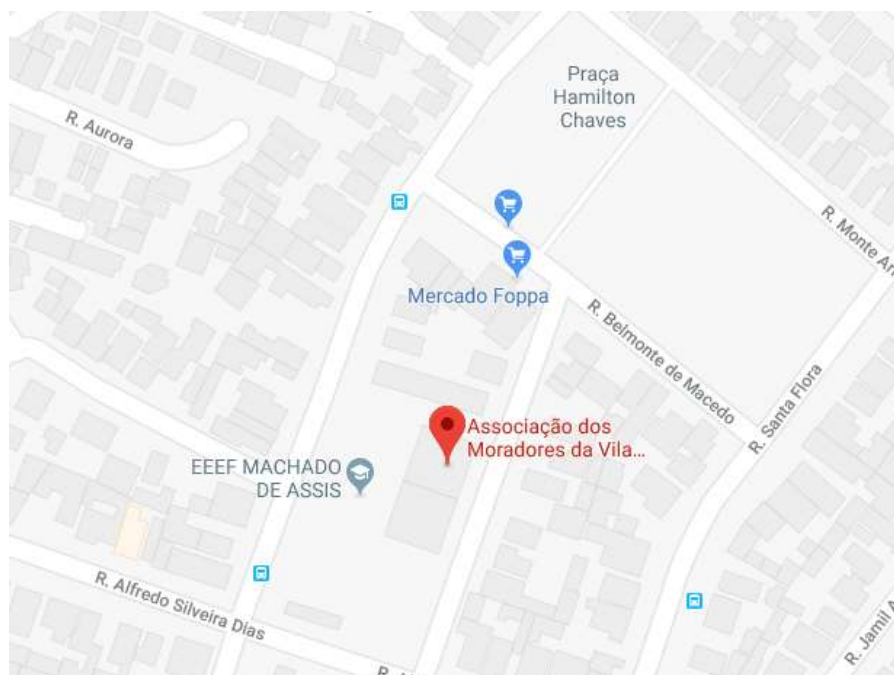 Praça
Hamilton
Chaves
R. Aurora
R. Monte
Mercado Foppa
R. Belmonte de Macedo
R. Santa Flora
Associação dos
Moradores da Vila...
EEEF MACHADO
DE ASSIS
R. Alfredo Silveira Dias
R. Jamil
R.